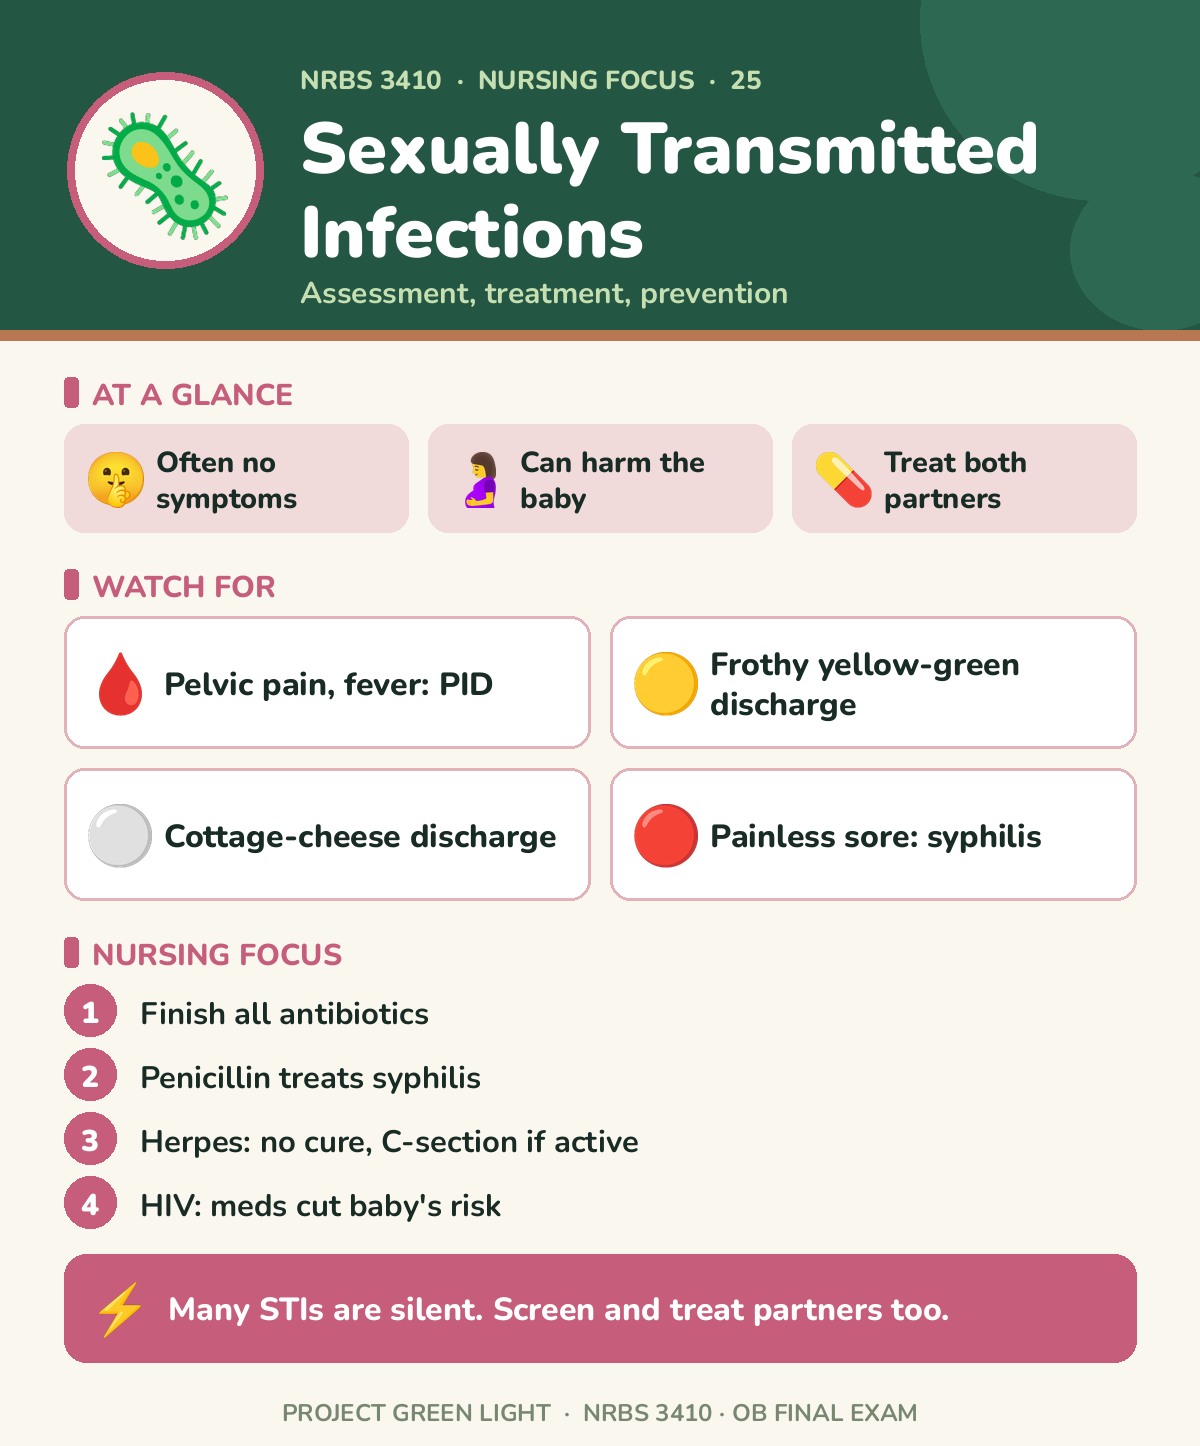 NRBS 3410 · NURSING FOCUS · 25
Sexually Transmitted
Infections
Assessment, treatment, prevention
AT A GLANCE
Often no
symptoms
Can harm the
baby
Treat both
partners
WATCH FOR
Pelvic pain, fever: PID
Frothy yellow-green
discharge
Cottage-cheese discharge
Painless sore: syphilis
NURSING FOCUS
1 Finish all antibiotics
2 Penicillin treats syphilis
3 Herpes: no cure, C-section if active
4 HIV: meds cut baby's risk
Many STIs are silent. Screen and treat partners too.
PROJECT GREEN LIGHT · NRBS 3410 · OB FINAL EXAM